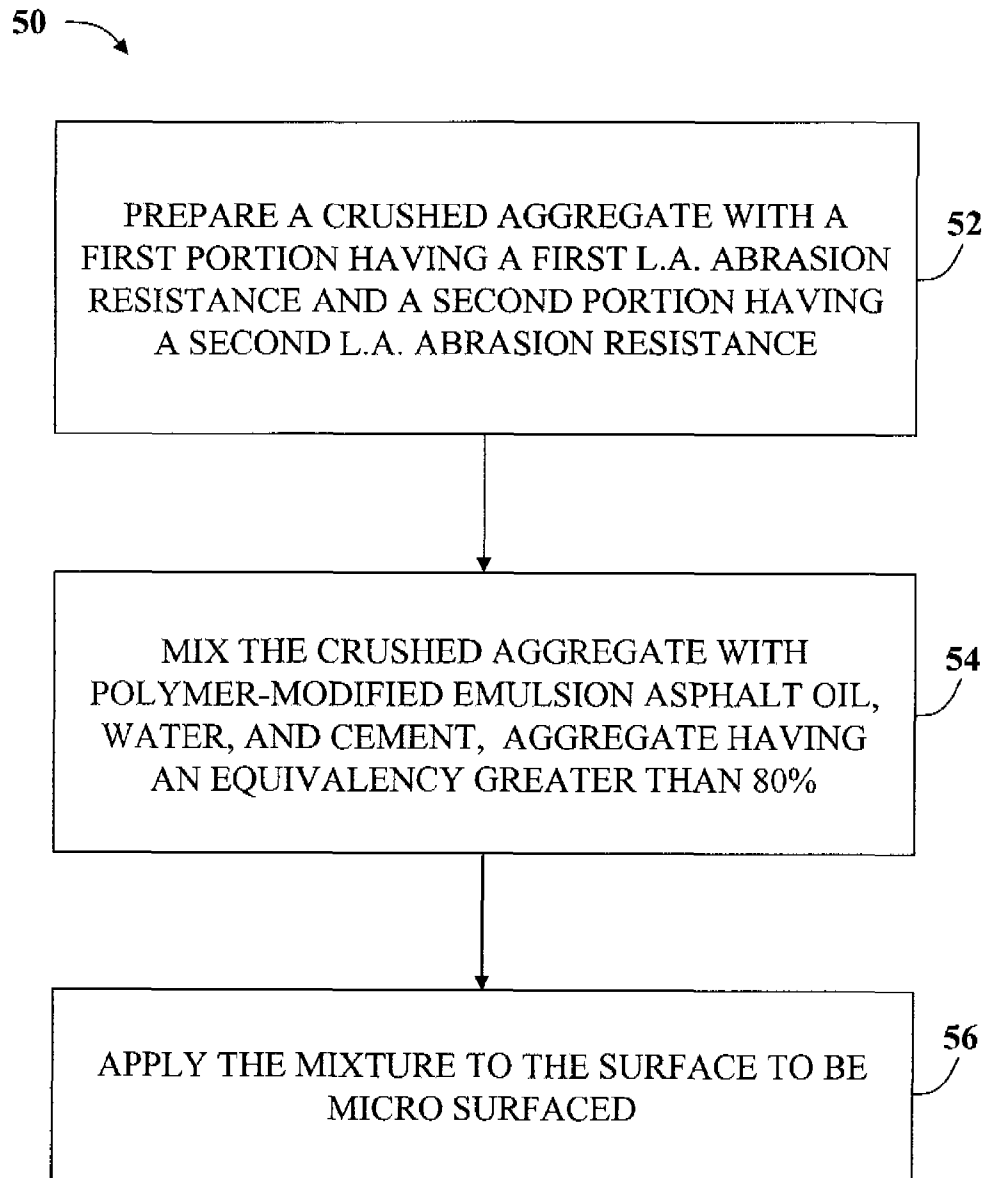 50
PREPARE A CRUSHED AGGREGATE WITH A
FIRST PORTION HAVING A FIRST L.A. ABRASION
RESISTANCE AND A SECOND PORTION HAVING
A SECOND L.A. ABRASION RESISTANCE
52
MIX THE CRUSHED AGGREGATE WITH
POLYMER-MODIFIED EMULSION ASPHALT OIL,
WATER, AND CEMENT, AGGREGATE HAVING
AN EQUIVALENCY GREATER THAN 80%
54
APPLY THE MIXTURE TO THE SURFACE TO BE
MICRO SURFACED
56